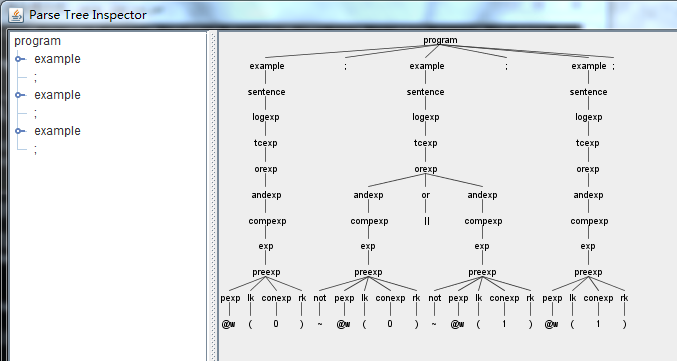 Parse Tree Inspector
program
example
;
example
;
example
;
program
example ; example ; example ;
sentence sentence sentence
logexp logexp logexp
tcexp tcexp tcexp
orexp orexp orexp
andexp andexp or andexp andexp
compexp compexp || compexp compexp
exp exp exp exp
preexp preexp preexp preexp
pexp lk conexp rk not pexp lk conexp rk not pexp lk conexp rk pexp lk conexp rk
@w ( 0 ) ~ @w ( 0 ) ~ @w ( 1 ) @w ( 1 )